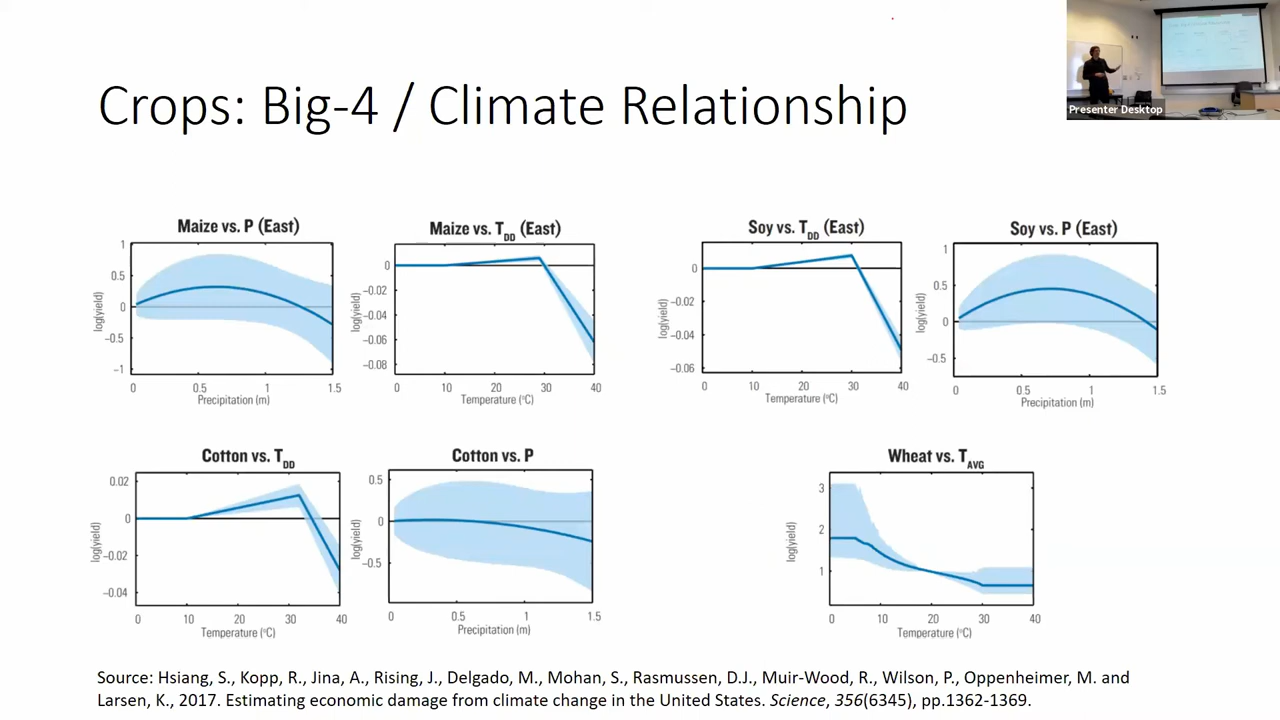 Presenter Desktop
Crops: Big-4 / Climate Relationship
Maize vs. P (East)
1
0.5
0
−0.5
−1
log(yield)
0 0.5 1 1.5
Precipitation (m)
Maize vs. TDD (East)
0
−0.02
−0.04
−0.06
−0.08
log(yield)
0 10 20 30 40
Temperature (°C)
Soy vs. TDD (East)
0
−0.02
−0.04
−0.06
log(yield)
0 10 20 30 40
Temperature (°C)
Soy vs. P (East)
1
0.5
0
−0.5
log(yield)
0 0.5 1 1.5
Precipitation (m)
Cotton vs. TDD
0.02
0
−0.02
−0.04
log(yield)
0 10 20 30 40
Temperature (°C)
Cotton vs. P
0.5
0
−0.5
log(yield)
0 0.5 1 1.5
Precipitation (m)
Wheat vs. TAVG
3
2
1
log(yield)
0 10 20 30 40
Temperature (°C)
Source: Hsiang, S., Kopp, R., Jina, A., Rising, J., Delgado, M., Mohan, S., Rasmussen, D.J., Muir-Wood, R., Wilson, P., Oppenheimer, M. and
Larsen, K., 2017. Estimating economic damage from climate change in the United States. Science, 356(6345), pp.1362-1369.